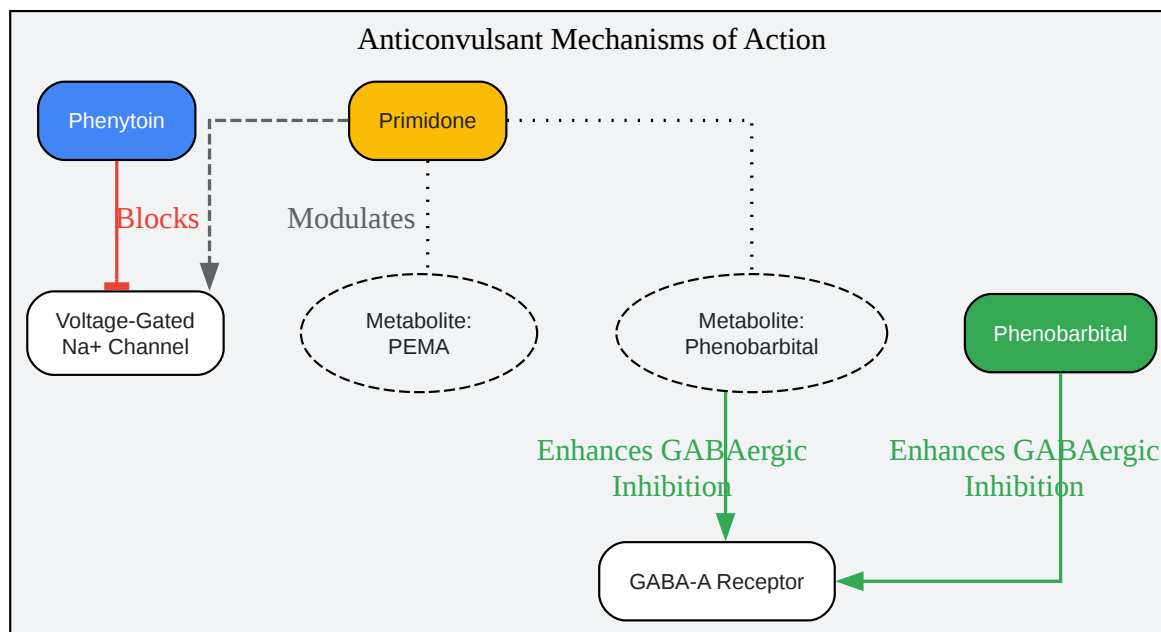 Anticonvulsant Mechanisms of Action
Phenytoin
Primidone
Blocks
Modulates
Voltage-Gated
Na+ Channel
Metabolite:
PEMA
Metabolite:
Phenobarbital
Phenobarbital
Enhances GABAergic
Inhibition
Enhances GABAergic
Inhibition
GABA-A Receptor